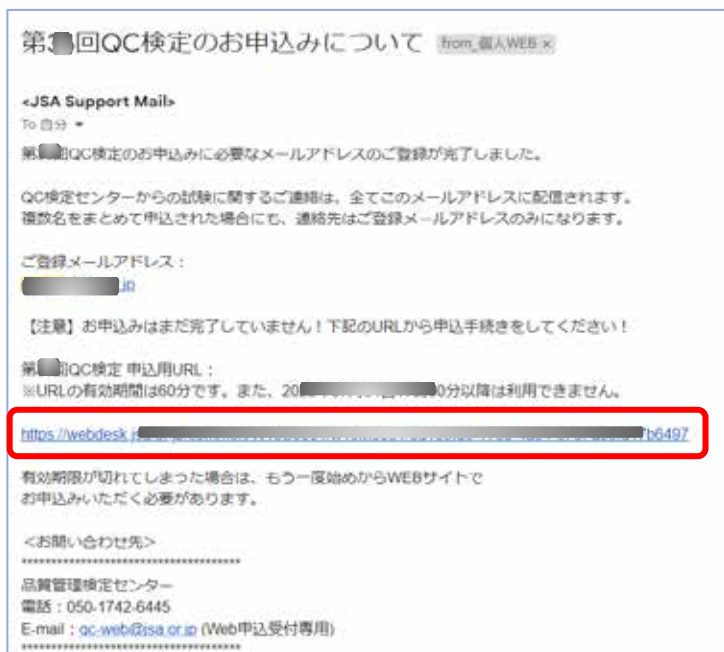 第 回QC検定のお申込みについて from_個人WEB ×
<JSA Support Mail>
To 自分
第 回QC検定のお申込みに必要なメールアドレスのご登録が完了しました。
QC検定センターからの試験に関するご連絡は、全てこのメールアドレスに配信されます。
複数名をまとめて申込された場合にも、連絡先はご登録メールアドレスのみになります。
ご登録メールアドレス：
.jp
【注意】お申込みはまだ完了していません！下記のURLから申込手続きをしてください！
第 回QC検定 申込用URL：
※URLの有効期間は60分です。また、20 0分以降は利用できません。
https://webdesk.j b6497
有効期限が切れてしまった場合は、もう一度始めからWEBサイトで
お申込みいただく必要があります。
＜お問い合わせ先＞
****************************************
品質管理検定センター
電話：050-1742-6445
E-mail：qc-web@jsa.or.jp (Web申込受付専用)
****************************************